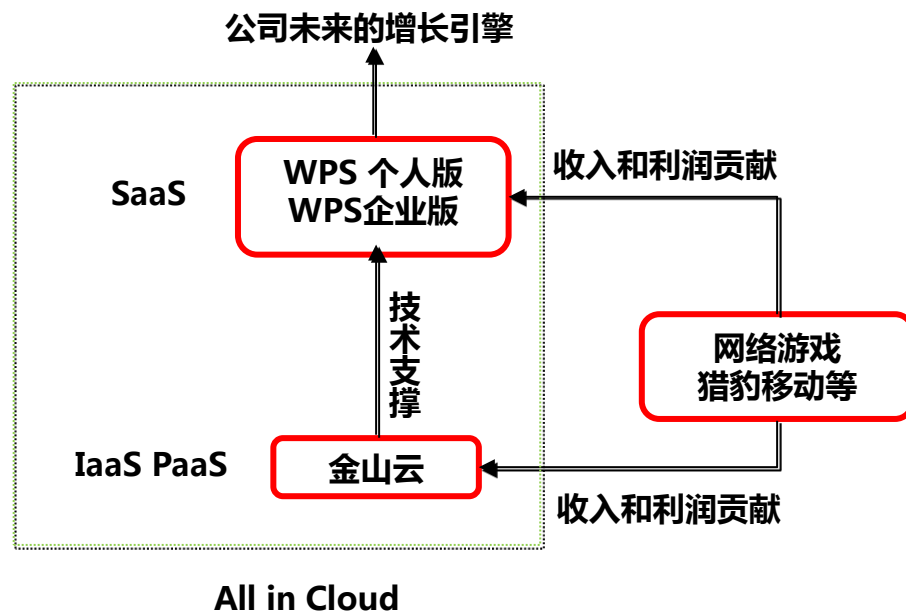 公司未来的增长引擎
SaaS
WPS 个人版
WPS企业版
收入和利润贡献
技术支撑
网络游戏
猎豹移动等
IaaS PaaS
金山云
收入和利润贡献
All in Cloud